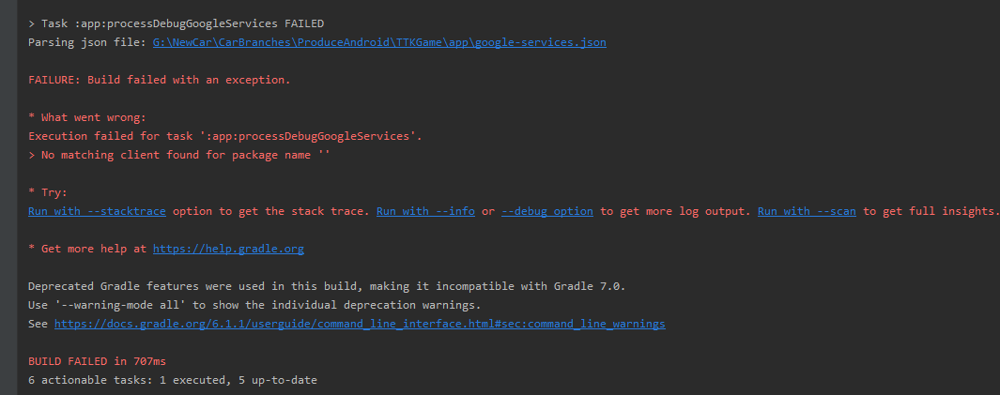 > Task :app:processDebugGoogleServices FAILED
Parsing json file: G:\NewCar\CarBranches\ProduceAndroid\TTKGame\app\google-services.json
FAILURE: Build failed with an exception.
* What went wrong:
Execution failed for task ':app:processDebugGoogleServices'.
> No matching client found for package name ''
* Try:
Run with --stacktrace option to get the stack trace. Run with --info or --debug option to get more log output. Run with --scan to get full insights.
* Get more help at https://help.gradle.org
Deprecated Gradle features were used in this build, making it incompatible with Gradle 7.0.
Use '--warning-mode all' to show the individual deprecation warnings.
See https://docs.gradle.org/6.1.1/userguide/command_line_interface.html#sec:command_line_warnings
BUILD FAILED in 707ms
6 actionable tasks: 1 executed, 5 up-to-date